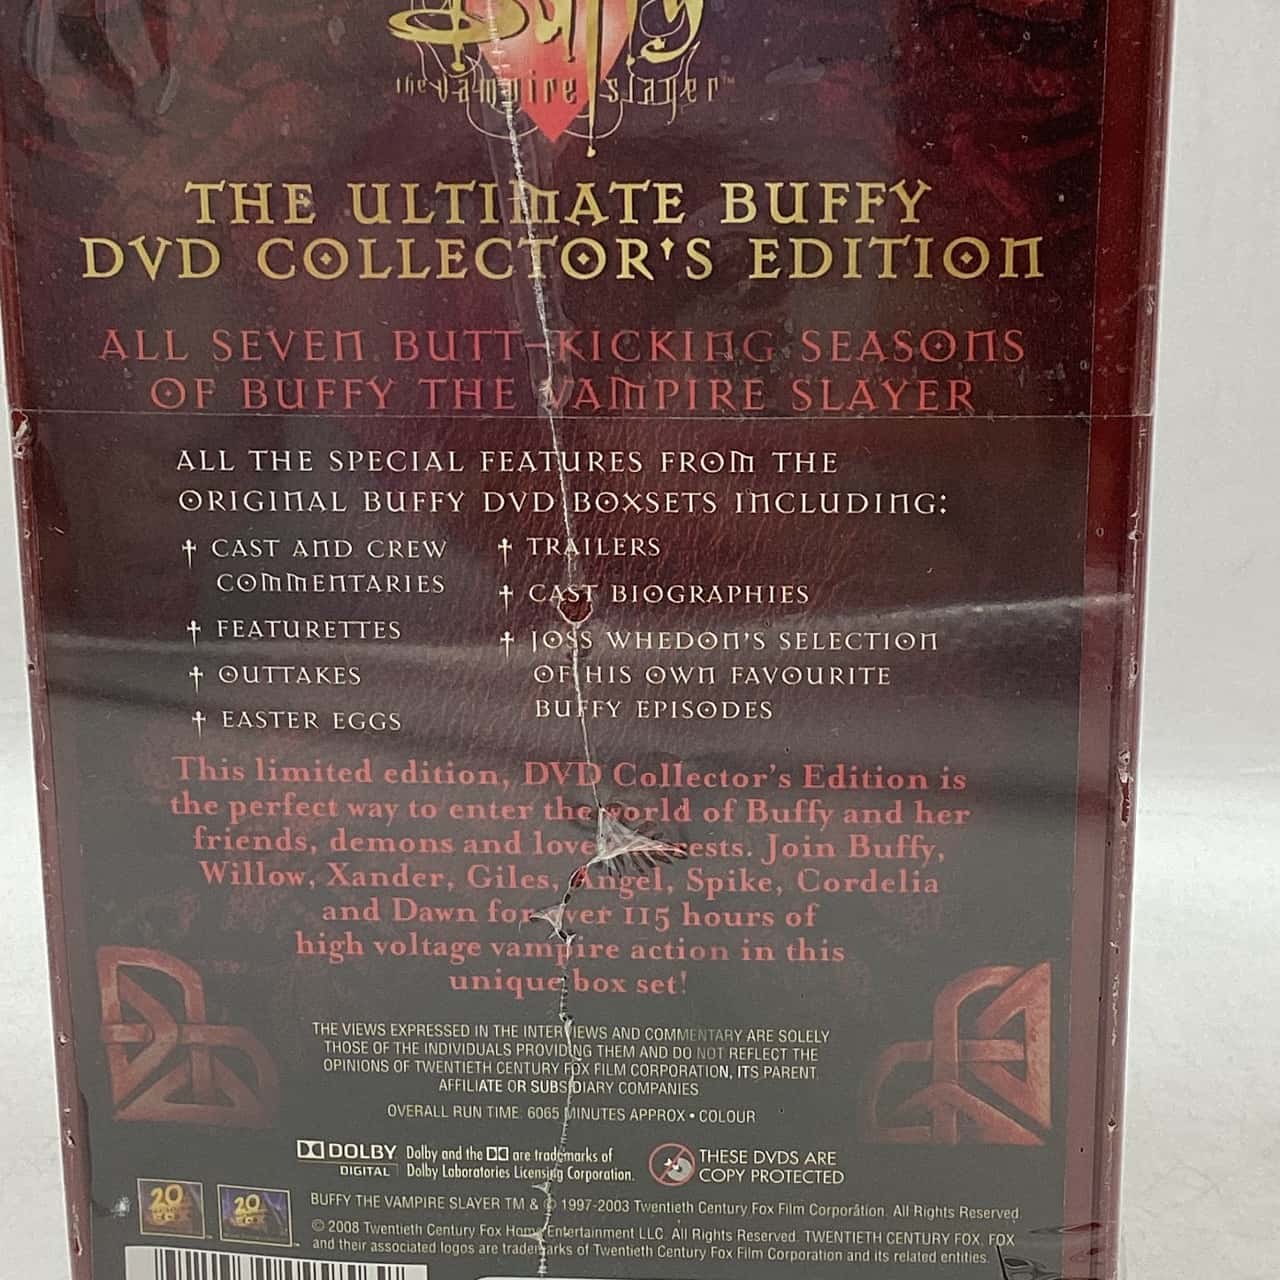 Buffy
the vampire slayer™
THE ULTIMATE BUFFY
DVD COLLECTOR'S EDITION
ALL SEVEN BUTT-KICKING SEASONS
OF BUFFY THE VAMPIRE SLAYER
ALL THE SPECIAL FEATURES FROM THE
ORIGINAL BUFFY DVD BOXSETS INCLUDING:
† CAST AND CREW
COMMENTARIES
† FEATURETTES
† OUTTAKES
† EASTER EGGS
† TRAILERS
† CAST BIOGRAPHIES
† JOSS WHEDON'S SELECTION
OF HIS OWN FAVOURITE
BUFFY EPISODES
This limited edition, DVD Collector's Edition is
the perfect way to enter the world of Buffy and her
friends, demons and love interests. Join Buffy,
Willow, Xander, Giles, Angel, Spike, Cordelia
and Dawn for over 115 hours of
high voltage vampire action in this
unique box set!
THE VIEWS EXPRESSED IN THE INTERVIEWS AND COMMENTARY ARE SOLELY
THOSE OF THE INDIVIDUALS PROVIDING THEM AND DO NOT REFLECT THE
OPINIONS OF TWENTIETH CENTURY FOX FILM CORPORATION, ITS PARENT,
AFFILIATE OR SUBSIDIARY COMPANIES
OVERALL RUN TIME: 6065 MINUTES APPROX • COLOUR
DOLBY
DIGITAL
Dolby and the DD are trademarks of
Dolby Laboratories Licensing Corporation.
THESE DVDS ARE
COPY PROTECTED
20
FOX
20
FOX
BUFFY THE VAMPIRE SLAYER TM & © 1997-2003 Twentieth Century Fox Film Corporation. All Rights Reserved.
© 2008 Twentieth Century Fox Home Entertainment LLC. All Rights Reserved. TWENTIETH CENTURY FOX, FOX
and their associated logos are trademarks of Twentieth Century Fox Film Corporation and its related entities.